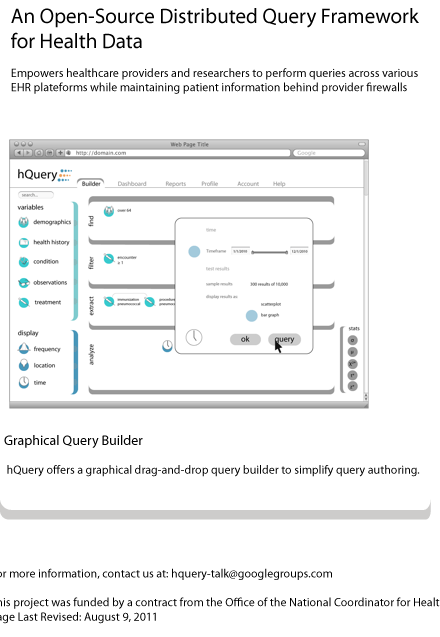 An Open-Source Distributed Query Framework
for Health Data
Empowers healthcare providers and researchers to perform queries across various
EHR plateforms while maintaining patient information behind provider firewalls
Web Page Title
http://domain.com
Google
hQuery
Builder
Dashboard
Reports
Profile
Account
Help
search...
variables
demographics
health history
condition
observations
treatment
display
frequency
location
time
find
over 64
filter
encounter
≥ 1
extract
immunization
pneumococcal
procedure
analyze
time
Timeframe
1/1/2010
12/1/2010
test results
sample results
300 results of 10,000
display results as:
scatterplot
bar graph
ok
query
stats
Graphical Query Builder
hQuery offers a graphical drag-and-drop query builder to simplify query authoring.
or more information, contact us at: hquery-talk@googlegroups.com
his project was funded by a contract from the Office of the National Coordinator for Healt
age Last Revised: August 9, 2011